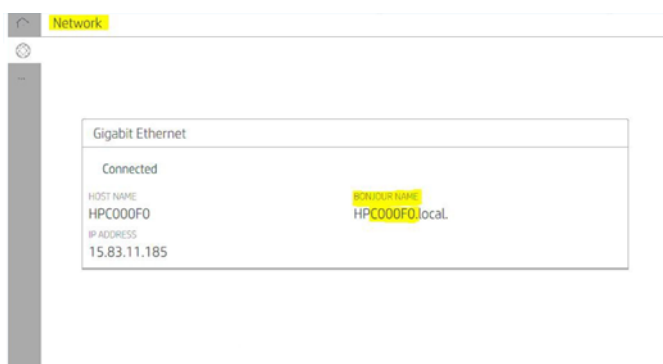 Network
Gigabit Ethernet
Connected
HOST NAME
HPC000F0
BONJOUR NAME
HPC000F0.local.
IP ADDRESS
15.83.11.185